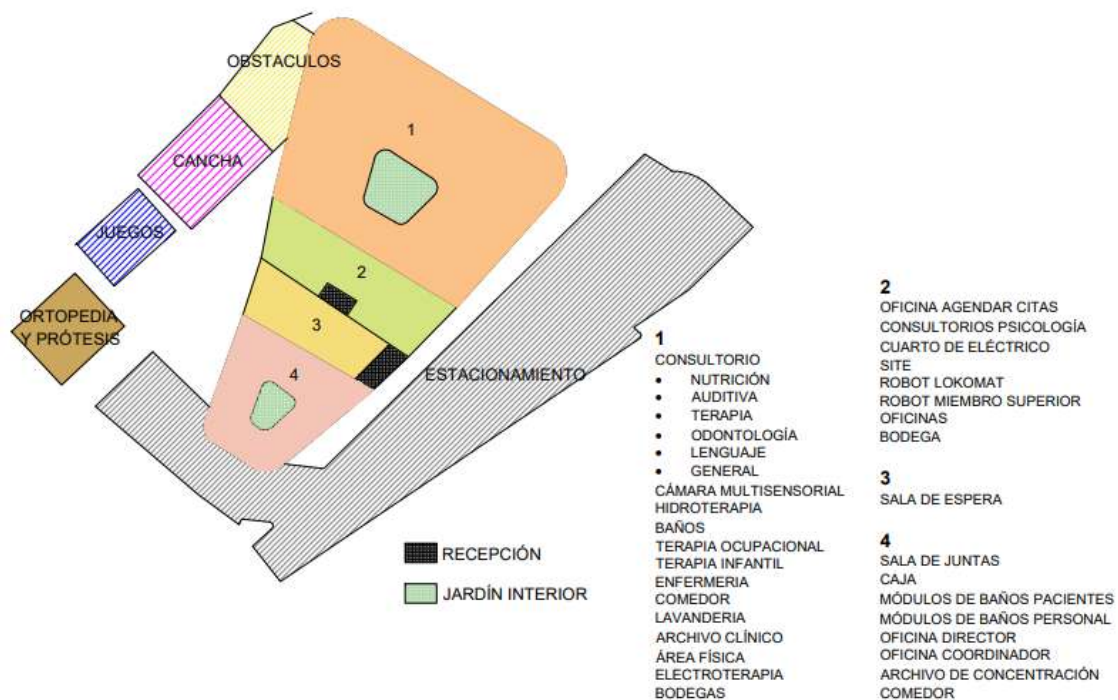 OBSTACULOS
1
CANCHA
JUEGOS
2
ORTOPEDIA
Y PRÓTESIS
3
4
ESTACIONAMIENTO
RECEPCIÓN
JARDÍN INTERIOR
1
CONSULTORIO
• NUTRICIÓN
• AUDITIVA
• TERAPIA
• ODONTOLOGÍA
• LENGUAJE
• GENERAL
CÁMARA MULTISENSORIAL
HIDROTERAPIA
BAÑOS
TERAPIA OCUPACIONAL
TERAPIA INFANTIL
ENFERMERIA
COMEDOR
LAVANDERIA
ARCHIVO CLÍNICO
ÁREA FÍSICA
ELECTROTERAPIA
BODEGAS
2
OFICINA AGENDAR CITAS
CONSULTORIOS PSICOLOGÍA
CUARTO DE ELÉCTRICO
SITE
ROBOT LOKOMAT
ROBOT MIEMBRO SUPERIOR
OFICINAS
BODEGA
3
SALA DE ESPERA
4
SALA DE JUNTAS
CAJA
MÓDULOS DE BAÑOS PACIENTES
MÓDULOS DE BAÑOS PERSONAL
OFICINA DIRECTOR
OFICINA COORDINADOR
ARCHIVO DE CONCENTRACIÓN
COMEDOR